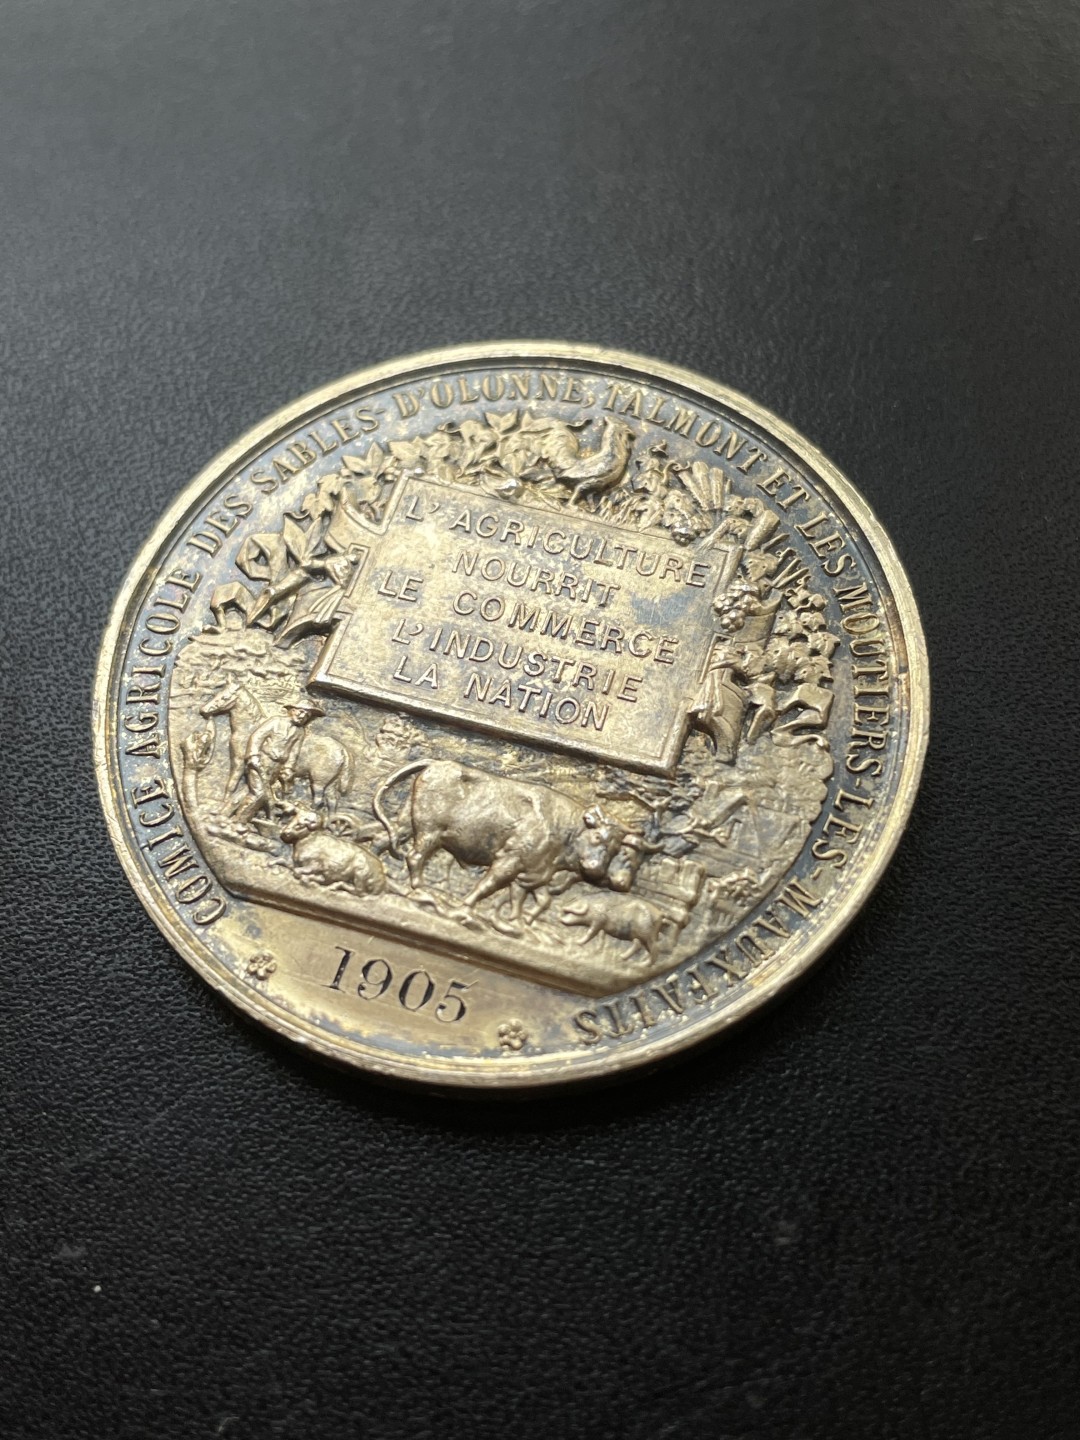 COMICE AGRICOLE DES SABLES-D'OLONNE, TALMONT ET LES MOUTIERS-LES-MAUXFAITS
L'AGRICULTURE
NOURRIT
LE COMMERCE
L'INDUSTRIE
LA NATION
1905